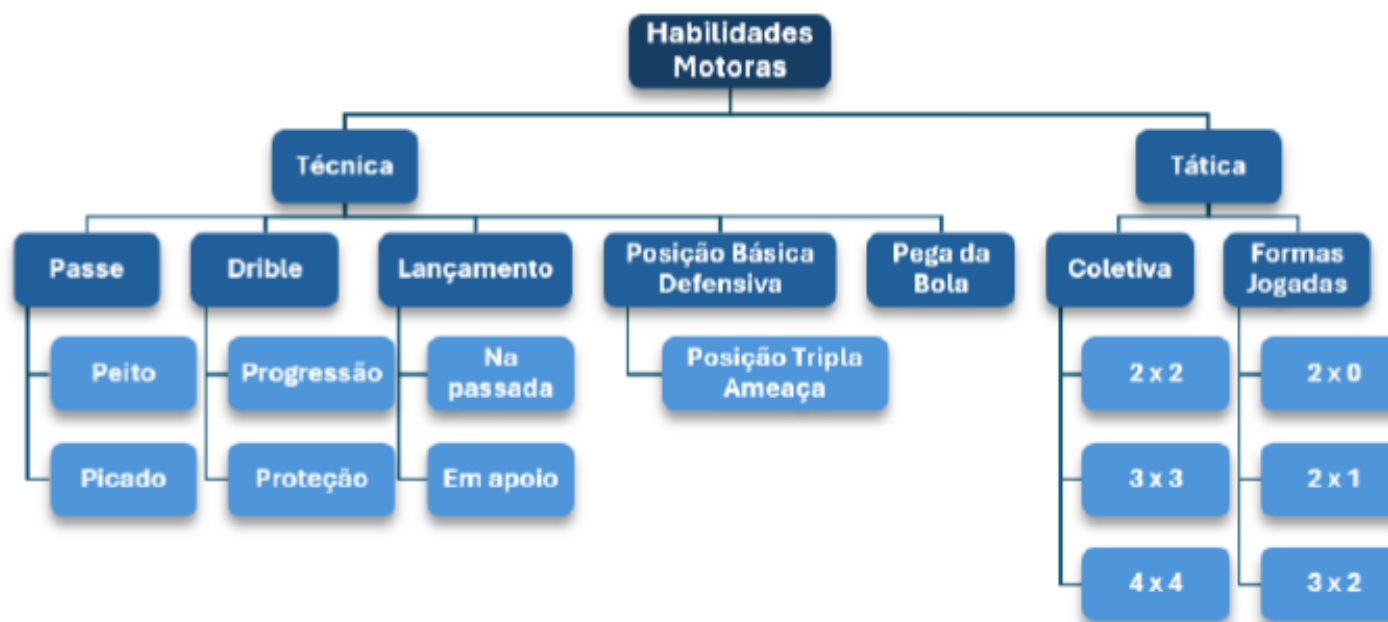 Habilidades
Motoras
Técnica
Tática
Passe
Drible
Lançamento
Posição Básica
Defensiva
Pega da
Bola
Coletiva
Formas
Jogadas
Peito
Progressão
Na
passada
Posição Tripla
Ameaça
2 x 2
2 x 0
Picado
Proteção
Em apoio
3 x 3
2 x 1
4 x 4
3 x 2